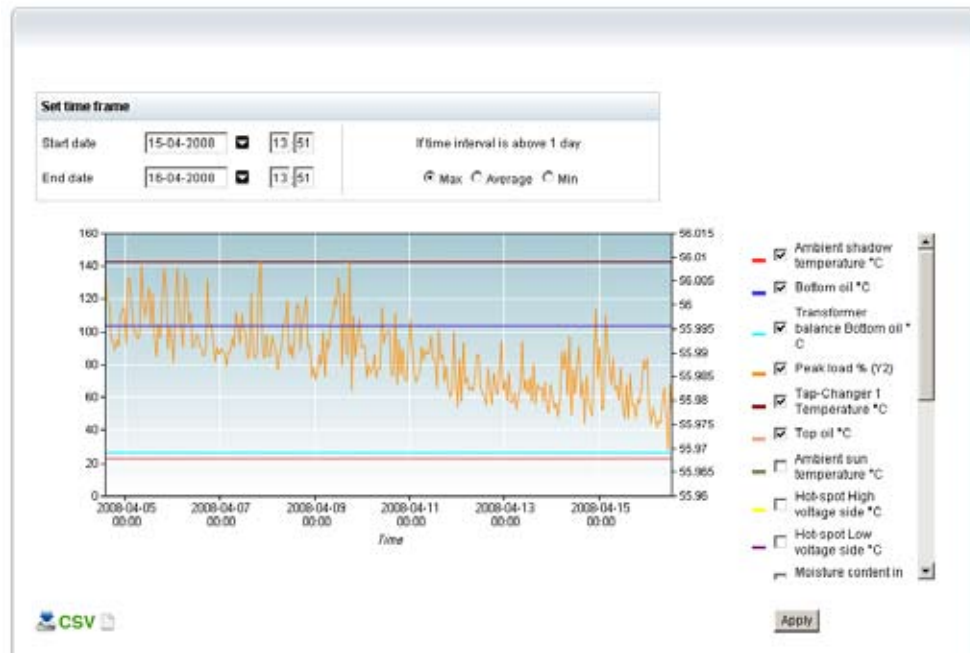 Set time frame
Start date 15-04-2008 13 : 51
If time interval is above 1 day
End date 16-04-2008 13 : 51
Max Average Min
160
140
120
100
80
60
40
20
0
56.015
56.01
56.005
56
55.995
55.99
55.985
55.98
55.975
55.97
55.965
55.96
2008-04-05 2008-04-07 2008-04-09 2008-04-11 2008-04-13 2008-04-15
00:00 00:00 00:00 00:00 00:00 00:00
Time
Ambient shadow
temperature °C
Bottom oil °C
Transformer
balance Bottom oil °
C
Peak load % (Y2)
Tap-Changer 1
Temperature °C
Top oil °C
Ambient sun
temperature °C
Hot-spot High
voltage side °C
Hot-spot Low
voltage side °C
Moisture content in
CSV
Apply